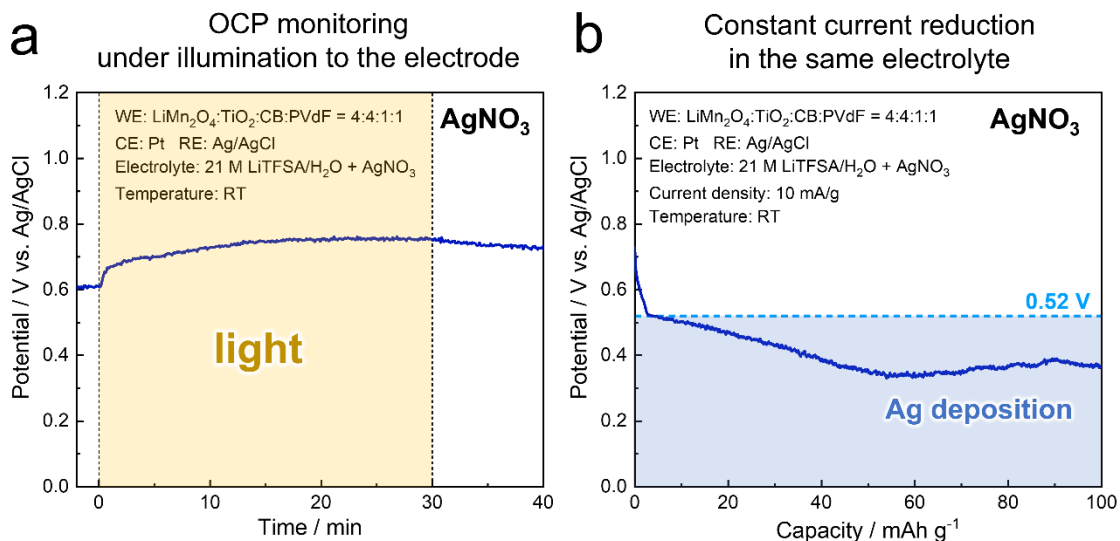 a
OCP monitoring
under illumination to the electrode
WE: LiMn₂O₄:TiO₂:CB:PVdF = 4:4:1:1
AgNO₃
CE: Pt RE: Ag/AgCl
Electrolyte: 21 M LiTFSA/H₂O + AgNO₃
Temperature: RT
light
Potential / V vs. Ag/AgCl
1.2
1.0
0.8
0.6
0.4
0.2
0.0
0
10
20
30
40
Time / min
b
Constant current reduction
in the same electrolyte
WE: LiMn₂O₄:TiO₂:CB:PVdF = 4:4:1:1
AgNO₃
CE: Pt RE: Ag/AgCl
Electrolyte: 21 M LiTFSA/H₂O + AgNO₃
Current density: 10 mA/g
Temperature: RT
0.52 V
Ag deposition
Potential / V vs. Ag/AgCl
1.2
1.0
0.8
0.6
0.4
0.2
0.0
0
20
40
60
80
100
Capacity / mAh g⁻¹